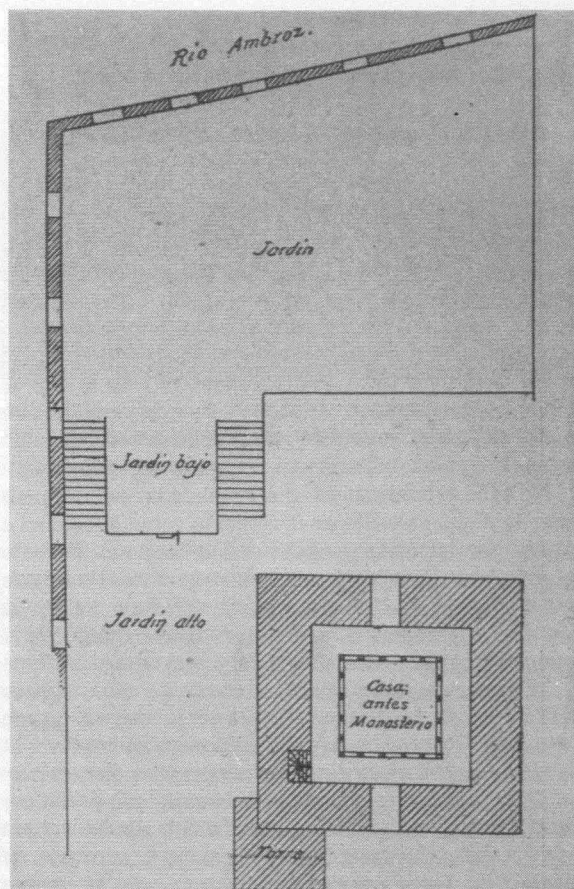 Rio Ambroz.
Jardin
Jardin bajo
Jardin alto
Casa;
antes
Monasterio
Torre